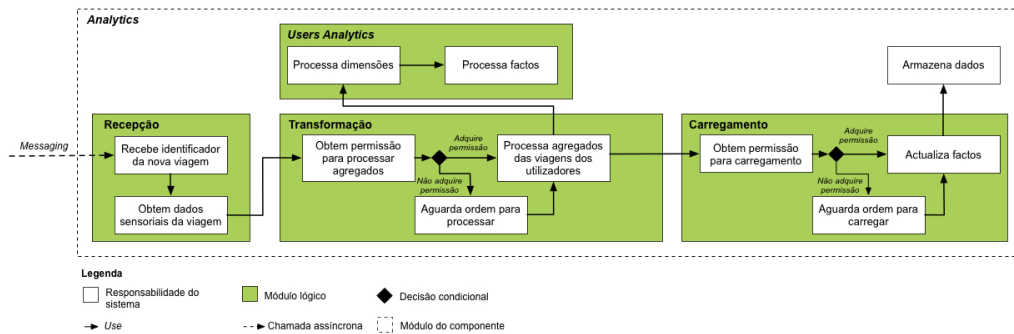 Analytics
Users Analytics
Processa dimensões
Processa factos
Armazena dados
Messaging
Recepção
Recebe identificador
da nova viagem
Obtem dados
sensoriais da viagem
Transformação
Obtem permissão
para processar
agregados
Adquire
permissão
Não adquire
permissão
Processa agregados
das viagens dos
utilizadores
Aguarda ordem para
processar
Carregamento
Obtem permissão
para carregamento
Adquire
permissão
Não adquire
permissão
Actualiza factos
Aguarda ordem para
carregar
Legenda
Responsabilidade do
sistema
Módulo lógico
Decisão condicional
Use
Chamada assíncrona
Módulo do componente